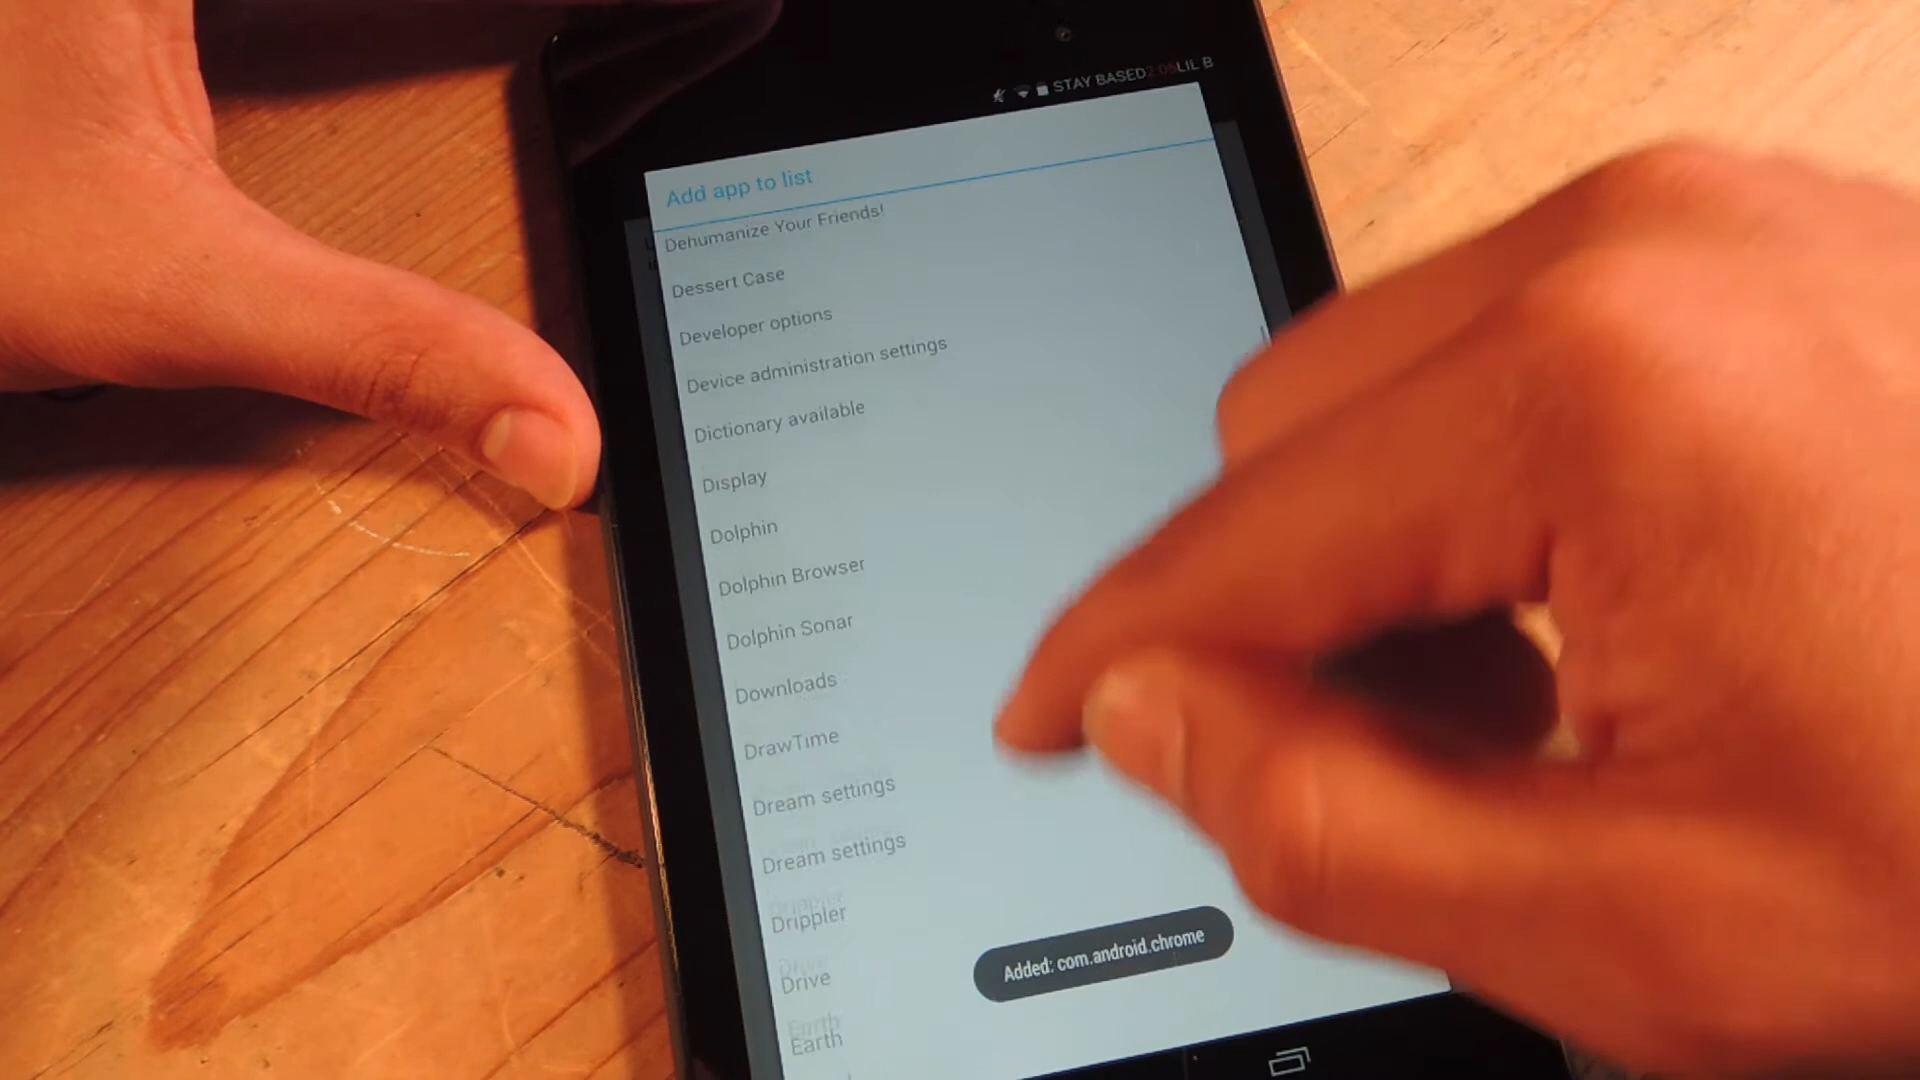 STAY BASED 2:05 LIL B
Add app to list
Dehumanize Your Friends!
Dessert Case
Developer options
Device administration settings
Dictionary available
Display
Dolphin
Dolphin Browser
Dolphin Sonar
Downloads
DrawTime
Dream settings
Dream settings
Drippler
Drive
Earth
Added: com.android.chrome